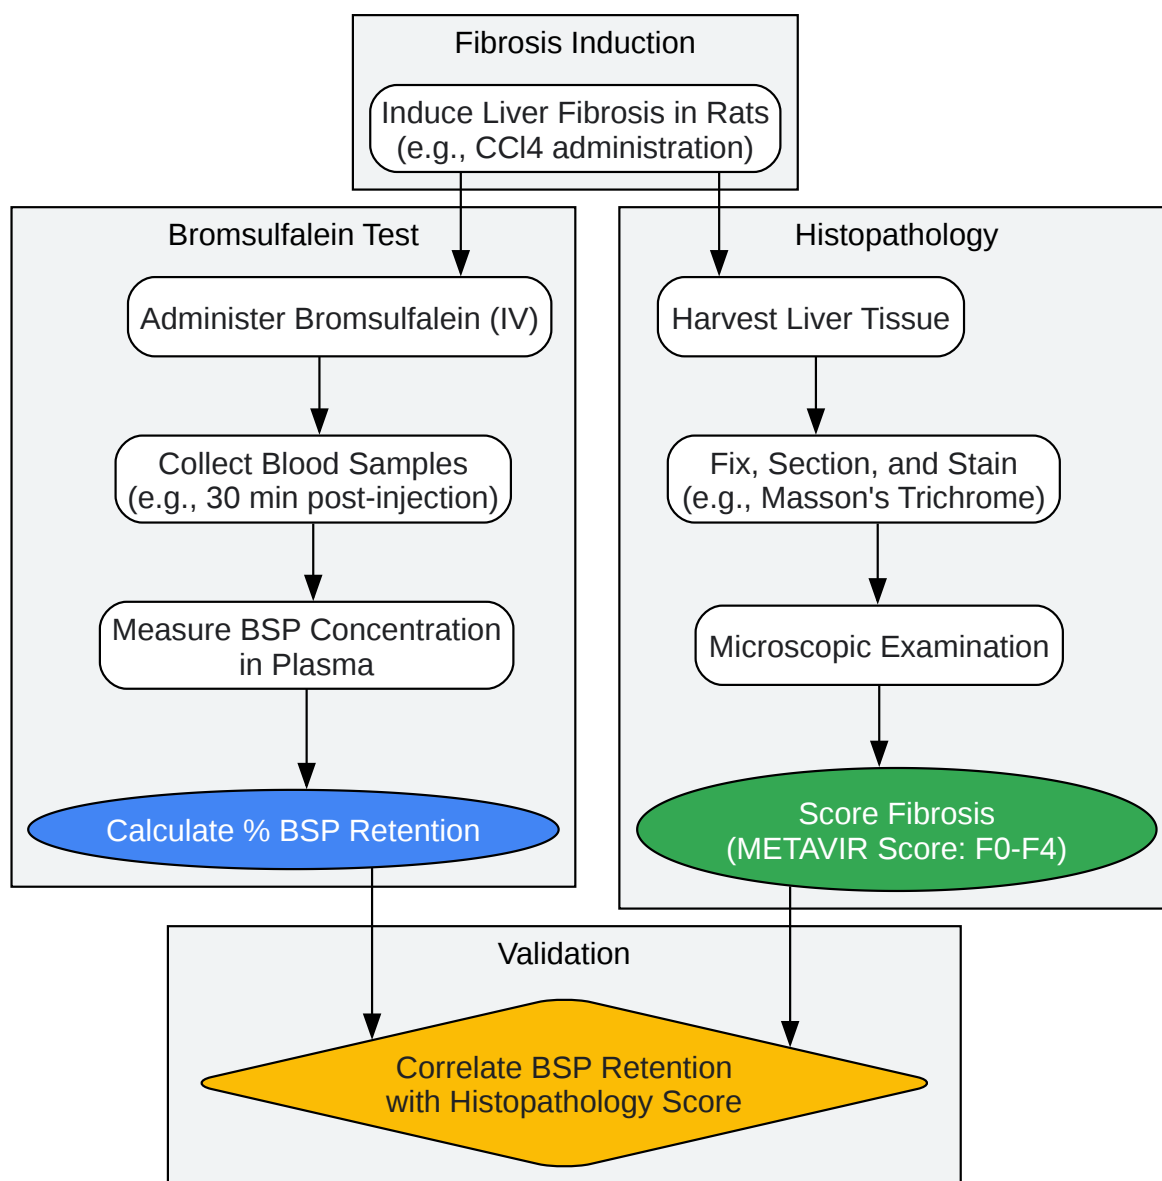 Fibrosis Induction
Induce Liver Fibrosis in Rats
(e.g., CCl4 administration)
Bromsulfalein Test
Administer Bromsulfalein (IV)
Collect Blood Samples
(e.g., 30 min post-injection)
Measure BSP Concentration
in Plasma
Calculate % BSP Retention
Histopathology
Harvest Liver Tissue
Fix, Section, and Stain
(e.g., Masson's Trichrome)
Microscopic Examination
Score Fibrosis
(METAVIR Score: F0-F4)
Validation
Correlate BSP Retention
with Histopathology Score